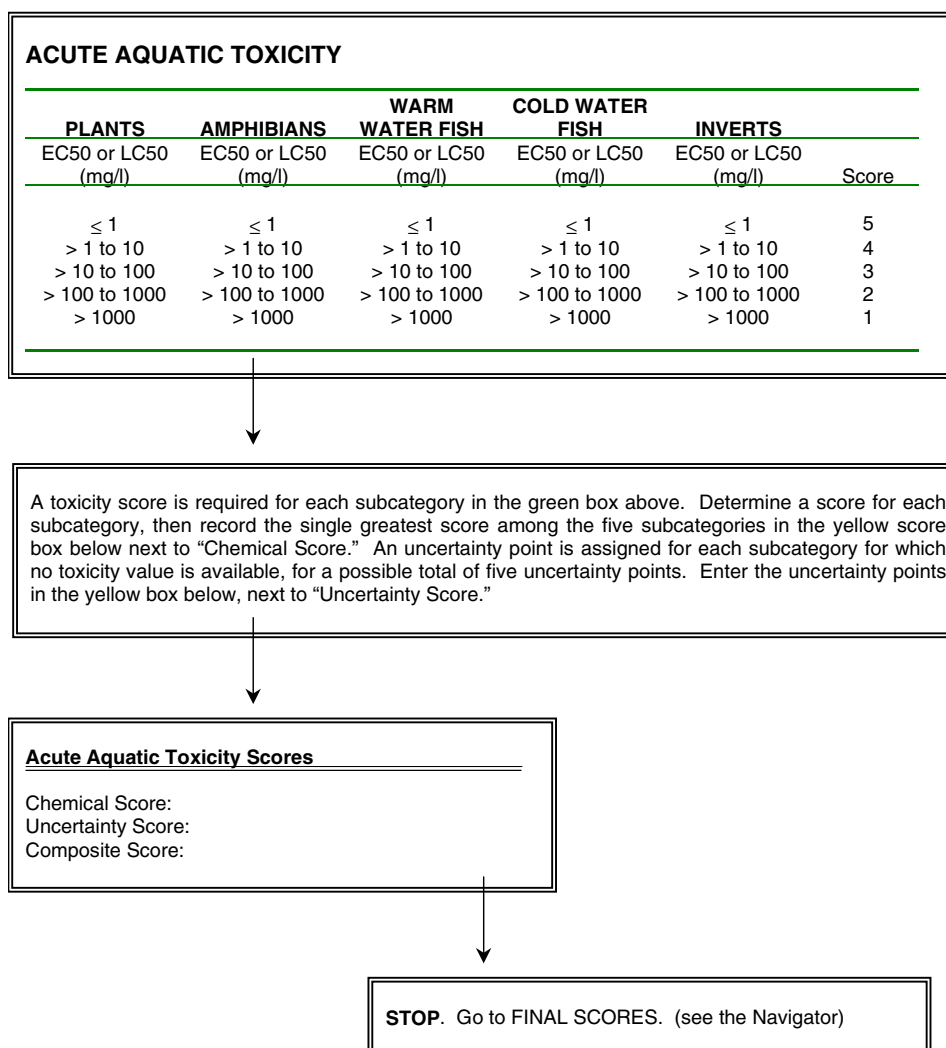 ACUTE AQUATIC TOXICITY
WARM COLD WATER
PLANTS AMPHIBIANS WATER FISH FISH INVERTS
EC50 or LC50 EC50 or LC50 EC50 or LC50 EC50 or LC50 EC50 or LC50
(mg/l) (mg/l) (mg/l) (mg/l) (mg/l) Score
≤ 1 ≤ 1 ≤ 1 ≤ 1 ≤ 1 5
> 1 to 10 > 1 to 10 > 1 to 10 > 1 to 10 > 1 to 10 4
> 10 to 100 > 10 to 100 > 10 to 100 > 10 to 100 > 10 to 100 3
> 100 to 1000 > 100 to 1000 > 100 to 1000 > 100 to 1000 > 100 to 1000 2
> 1000 > 1000 > 1000 > 1000 > 1000 1
A toxicity score is required for each subcategory in the green box above. Determine a score for each
subcategory, then record the single greatest score among the five subcategories in the yellow score
box below next to “Chemical Score.” An uncertainty point is assigned for each subcategory for which
no toxicity value is available, for a possible total of five uncertainty points. Enter the uncertainty points
in the yellow box below, next to “Uncertainty Score.”
Acute Aquatic Toxicity Scores
Chemical Score:
Uncertainty Score:
Composite Score:
STOP. Go to FINAL SCORES. (see the Navigator)